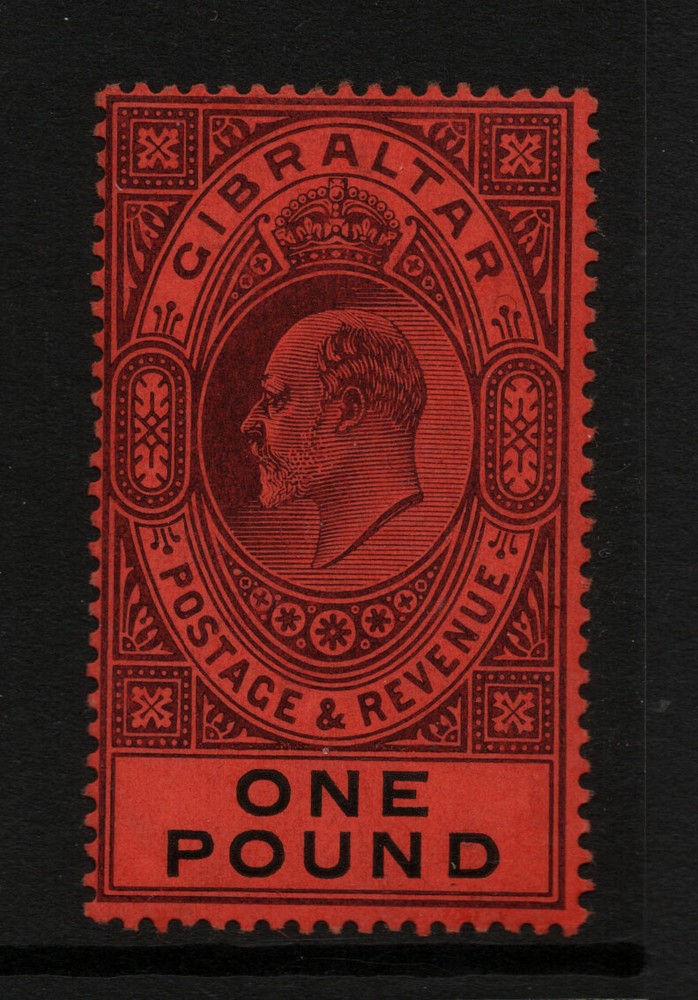 GIBRALTAR
POSTAGE & REVENUE
ONE
POUND